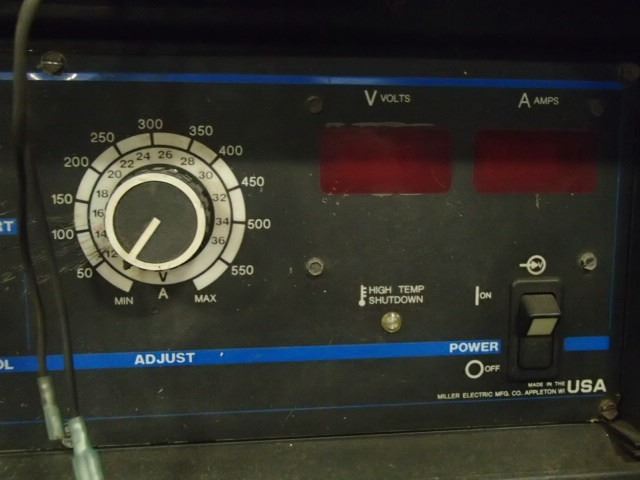 V VOLTS
A AMPS
50
100
150
200
250
300
350
400
450
500
550
12
14
16
18
20
22
24
26
28
30
32
34
36
V
A
MIN
MAX
RT
HIGH TEMP
SHUTDOWN
ON
V
ADJUST
POWER
OL
OFF
MADE IN THE
MILLER ELECTRIC MFG. CO. APPLETON WI USA